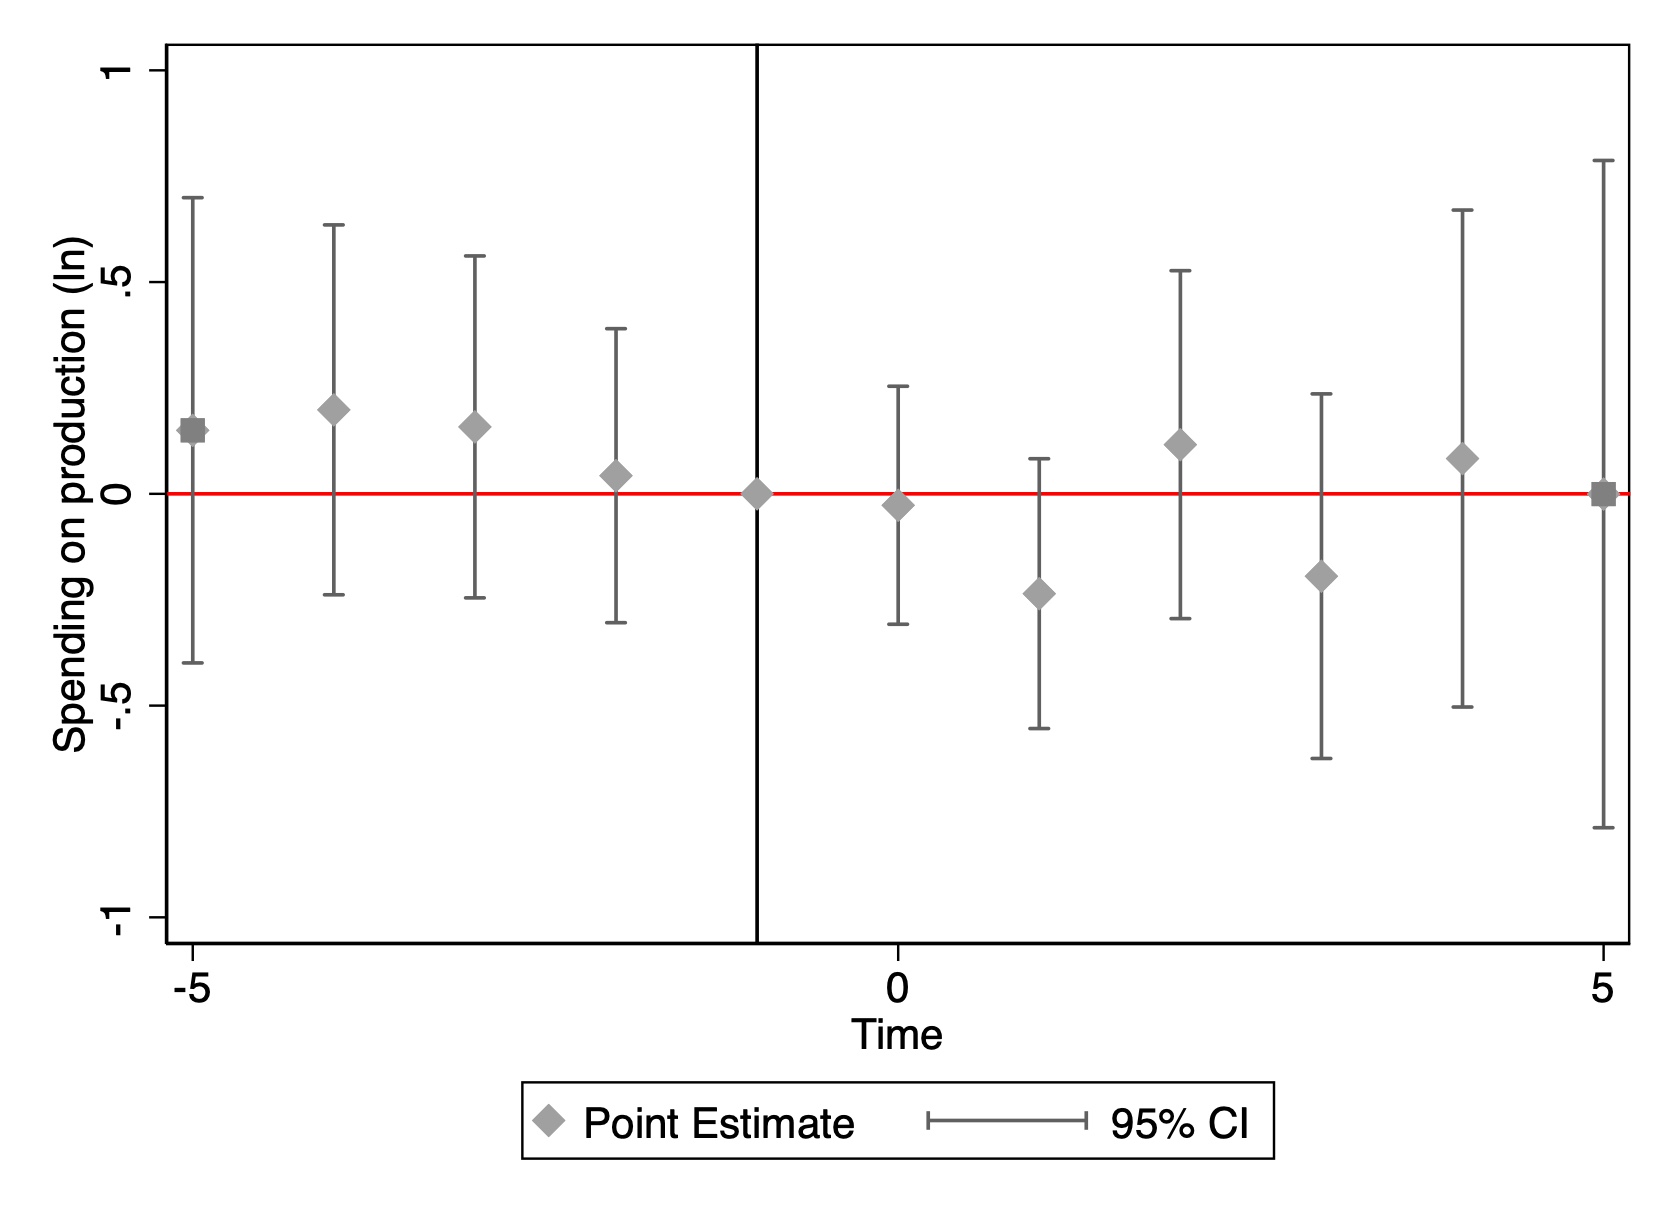 Spending on production (ln)
1
.5
0
-.5
-1
-5 0 5
Time
Point Estimate 95% CI